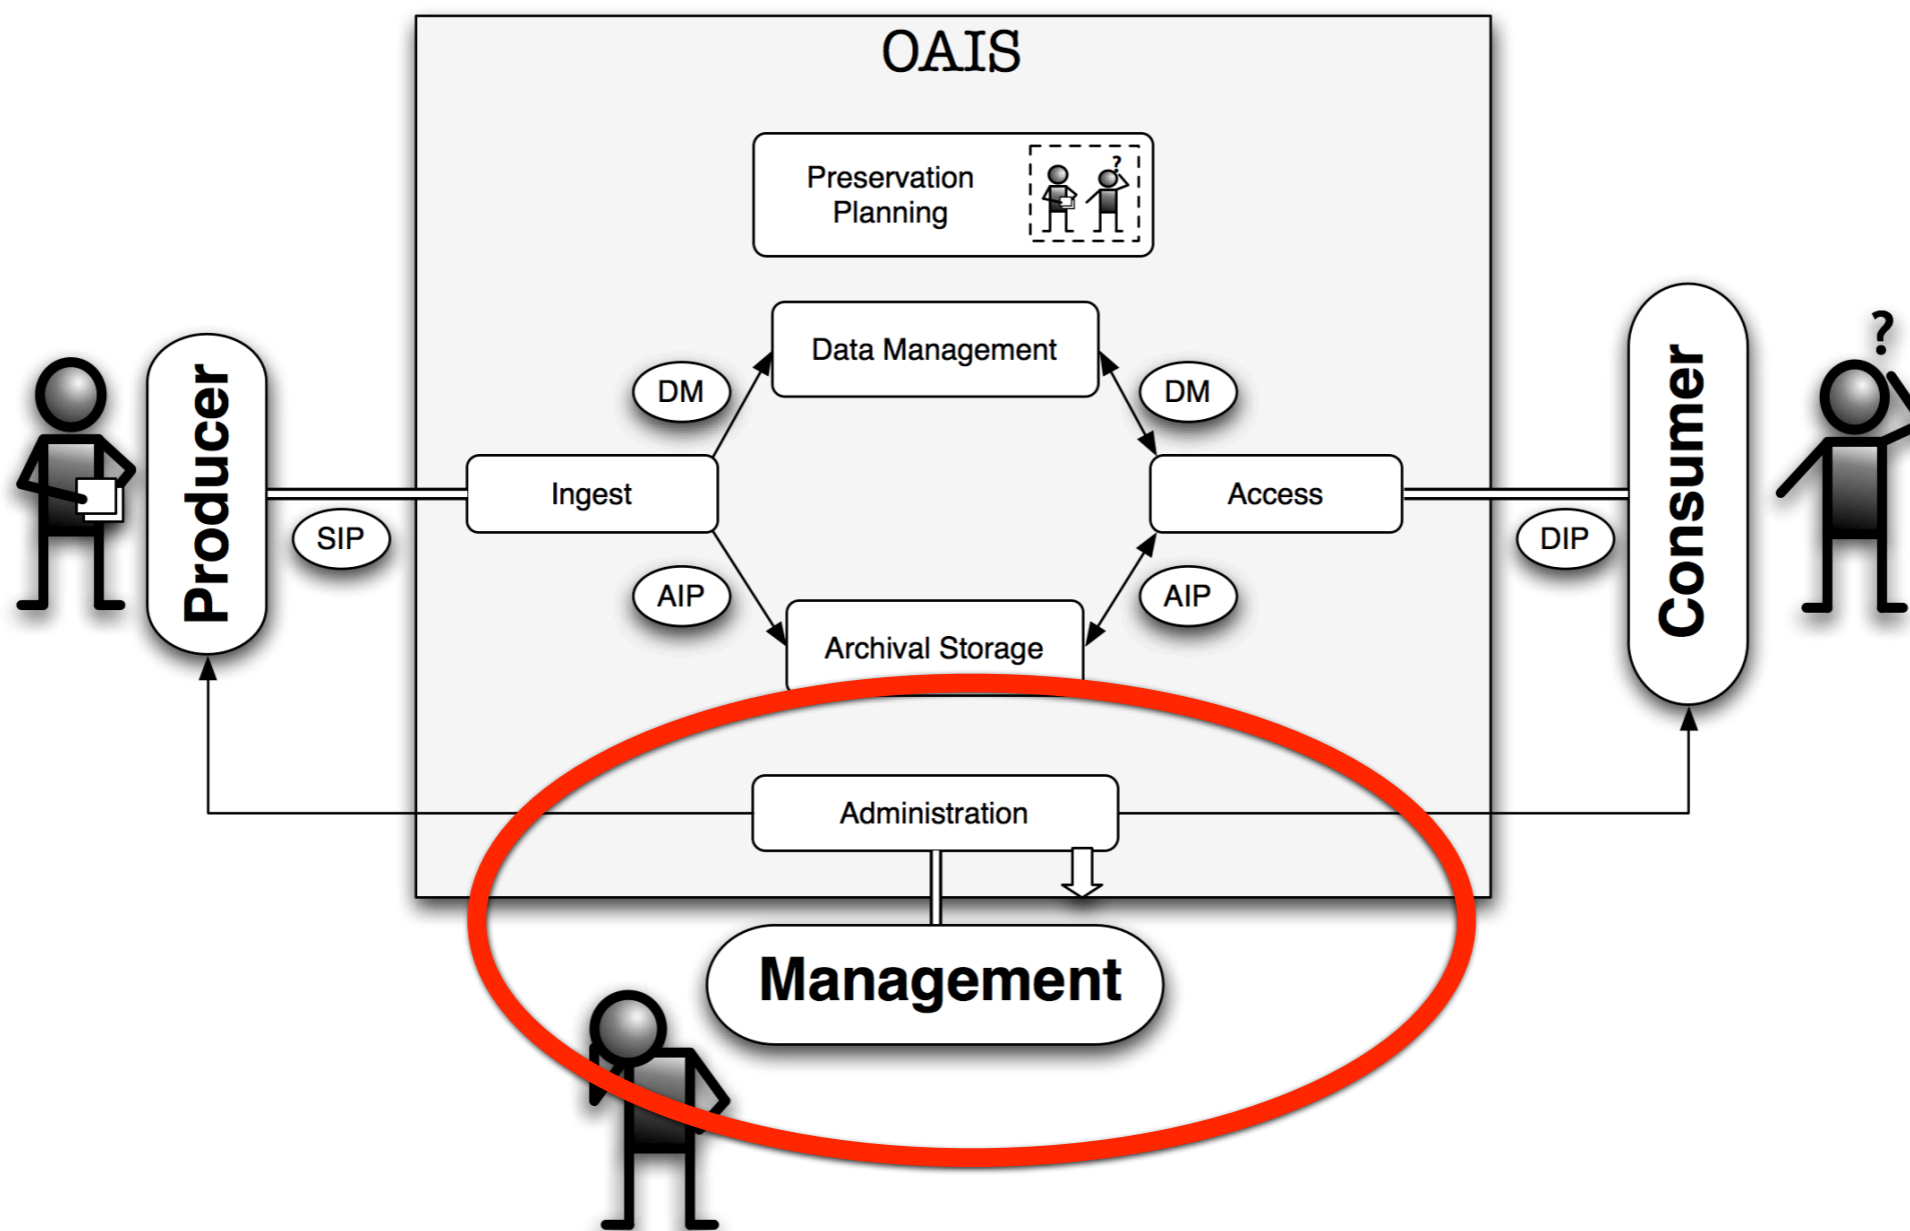 OAIS
Preservation
Planning
?
Data Management
DM
DM
?
Producer
Ingest
Access
Consumer
SIP
DIP
AIP
AIP
Archival Storage
Administration
Management